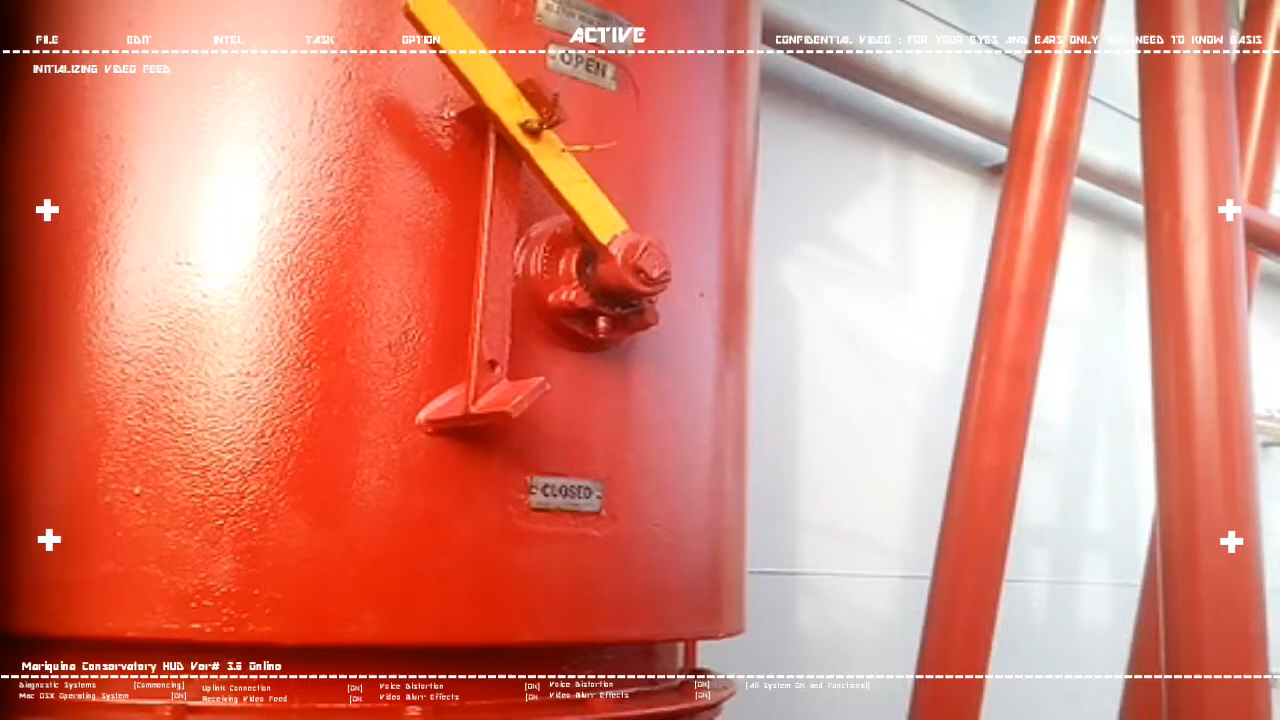 FILE EDIT INTEL TASK OPTION ACTIVE
CONFIDENTIAL VIDEO : FOR YOUR EYES AND EARS ONLY NEED TO KNOW BASIS
INITIALIZING VIDEO FEED
OPEN
CLOSED
Mariquina Conservatory HUD Ver# 3.6 Online
Diagnostic Systems [Commencing]
Mac OSX Operating System [OK]
Uplink Connection [OK]
Receiving Video Feed [OK
Voice Distortion [OK]
Video Blurr Effects [OK
Voice Distortion [OK]
Video Blurr Effects [OK]
[All System OK and Functional]